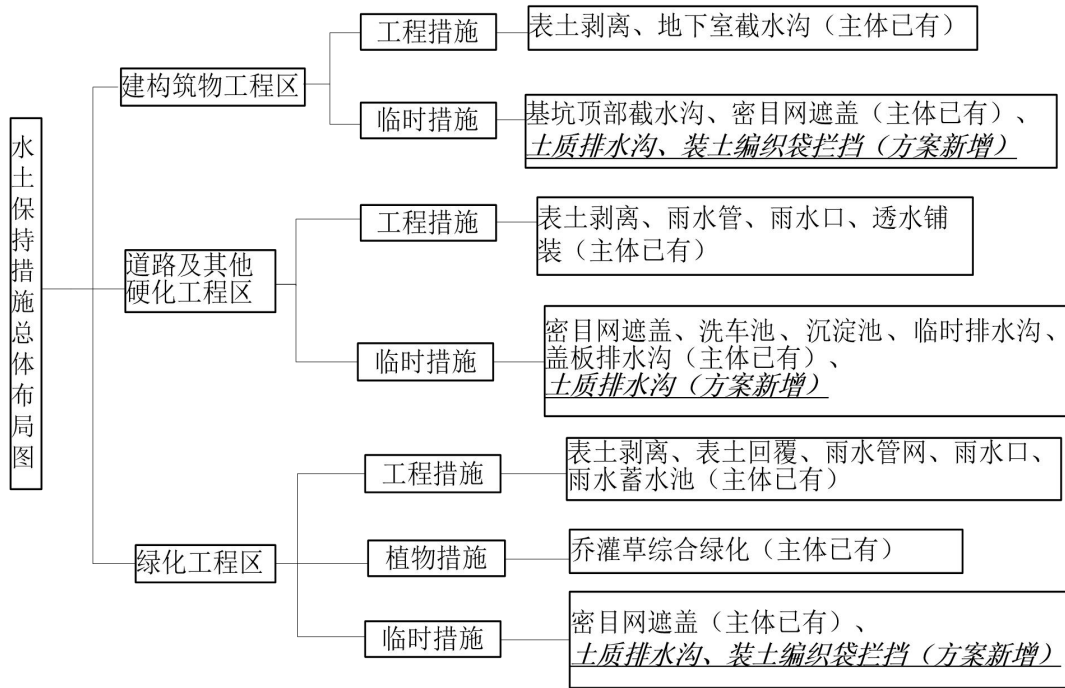 水土保持措施总体布局图
建构筑物工程区
工程措施
表土剥离、地下室截水沟（主体已有）
临时措施
基坑顶部截水沟、密目网遮盖（主体已有）、
土质排水沟、装土编织袋拦挡（方案新增）
道路及其他
硬化工程区
工程措施
表土剥离、雨水管、雨水口、透水铺
装（主体已有）
临时措施
密目网遮盖、洗车池、沉淀池、临时排水沟、
盖板排水沟（主体已有）、
土质排水沟（方案新增）
绿化工程区
工程措施
表土剥离、表土回覆、雨水管网、雨水口、
雨水蓄水池（主体已有）
植物措施
乔灌草综合绿化（主体已有）
临时措施
密目网遮盖（主体已有）、
土质排水沟、装土编织袋拦挡（方案新增）